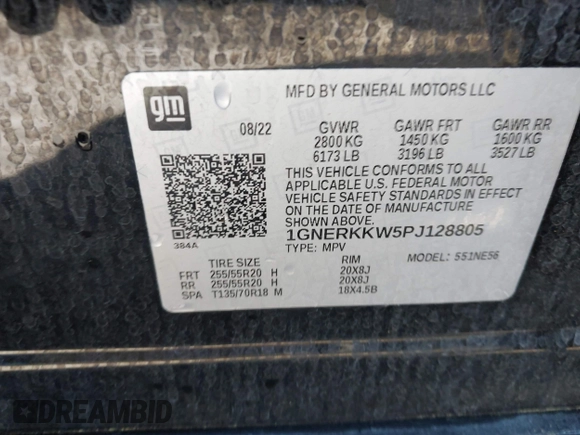 gm
MFD BY GENERAL MOTORS LLC
08/22 GVWR GAWR FRT GAWR RR
2800 KG 1450 KG 1600 KG
6173 LB 3196 LB 3527 LB
THIS VEHICLE CONFORMS TO ALL
APPLICABLE U.S. FEDERAL MOTOR
VEHICLE SAFETY STANDARDS IN EFFECT
ON THE DATE OF MANUFACTURE
SHOWN ABOVE.
384A
1GNERKKW5PJ128805
TYPE: MPV MODEL: 551NE56
TIRE SIZE RIM
FRT 255/55R20 H 20X8J
RR 255/55R20 H 20X8J
SPA T135/70R18 M 18X4.5B
DREAMBID